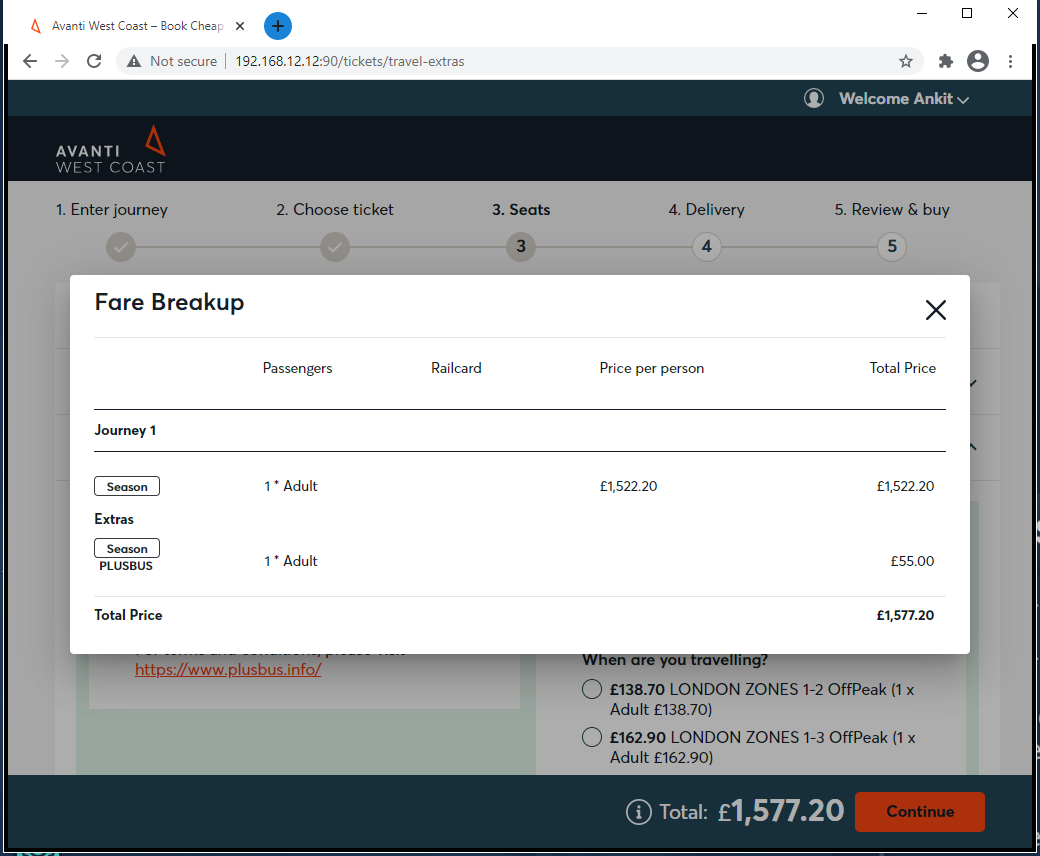 Avanti West Coast – Book Cheap
Not secure
192.168.12.12:90/tickets/travel-extras
Welcome Ankit
AVANTI
WEST COAST
1. Enter journey
2. Choose ticket
3. Seats
4. Delivery
5. Review & buy
3
4
5
Fare Breakup
Passengers
Railcard
Price per person
Total Price
Journey 1
Season
1 * Adult
£1,522.20
£1,522.20
Extras
Season
PLUSBUS
1 * Adult
£55.00
Total Price
£1,577.20
https://www.plusbus.info/
When are you travelling?
£138.70 LONDON ZONES 1-2 OffPeak (1 x
Adult £138.70)
£162.90 LONDON ZONES 1-3 OffPeak (1 x
Adult £162.90)
Total: £1,577.20
Continue